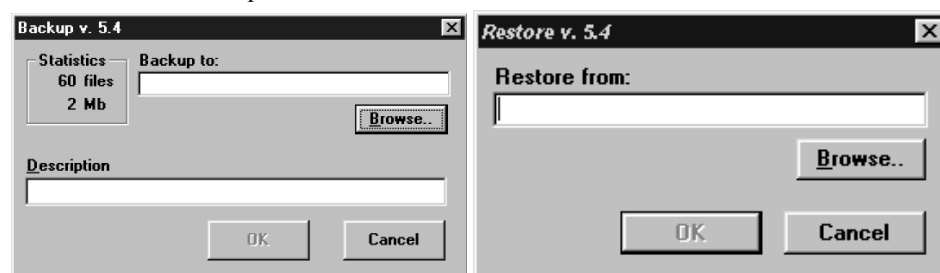 Backup v. 5.4
Statistics
60 files
2 Mb
Backup to:
Browse..
Description
OK
Cancel
Restore v. 5.4
Restore from:
Browse..
OK
Cancel